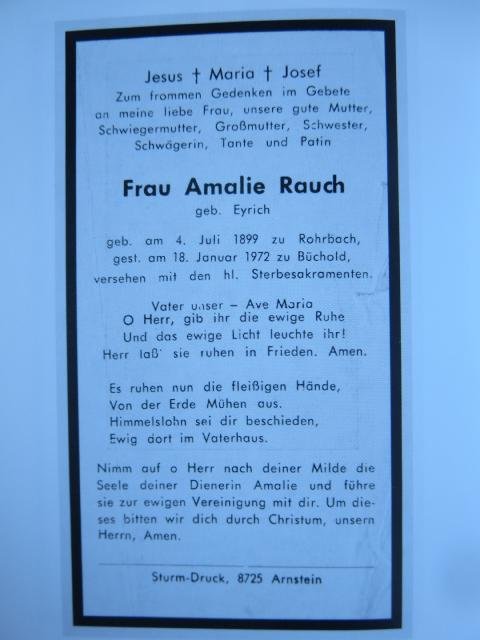 Jesus † Maria † Josef
Zum frommen Gedenken im Gebete
an meine liebe Frau, unsere gute Mutter,
Schwiegermutter, Großmutter, Schwester,
Schwägerin, Tante und Patin
Frau Amalie Rauch
geb. Eyrich
geb. am 4. Juli 1899 zu Rohrbach,
gest. am 18. Januar 1972 zu Büchold,
versehen mit den hl. Sterbesakramenten.
Vater unser – Ave Maria
O Herr, gib ihr die ewige Ruhe
Und das ewige Licht leuchte ihr!
Herr laß' sie ruhen in Frieden. Amen.
Es ruhen nun die fleißigen Hände,
Von der Erde Mühen aus.
Himmelslohn sei dir beschieden,
Ewig dort im Vaterhaus.
Nimm auf o Herr nach deiner Milde die
Seele deiner Dienerin Amalie und führe
sie zur ewigen Vereinigung mit dir. Um die-
ses bitten wir dich durch Christum, unsern
Herrn, Amen.
Sturm-Druck, 8725 Arnstein